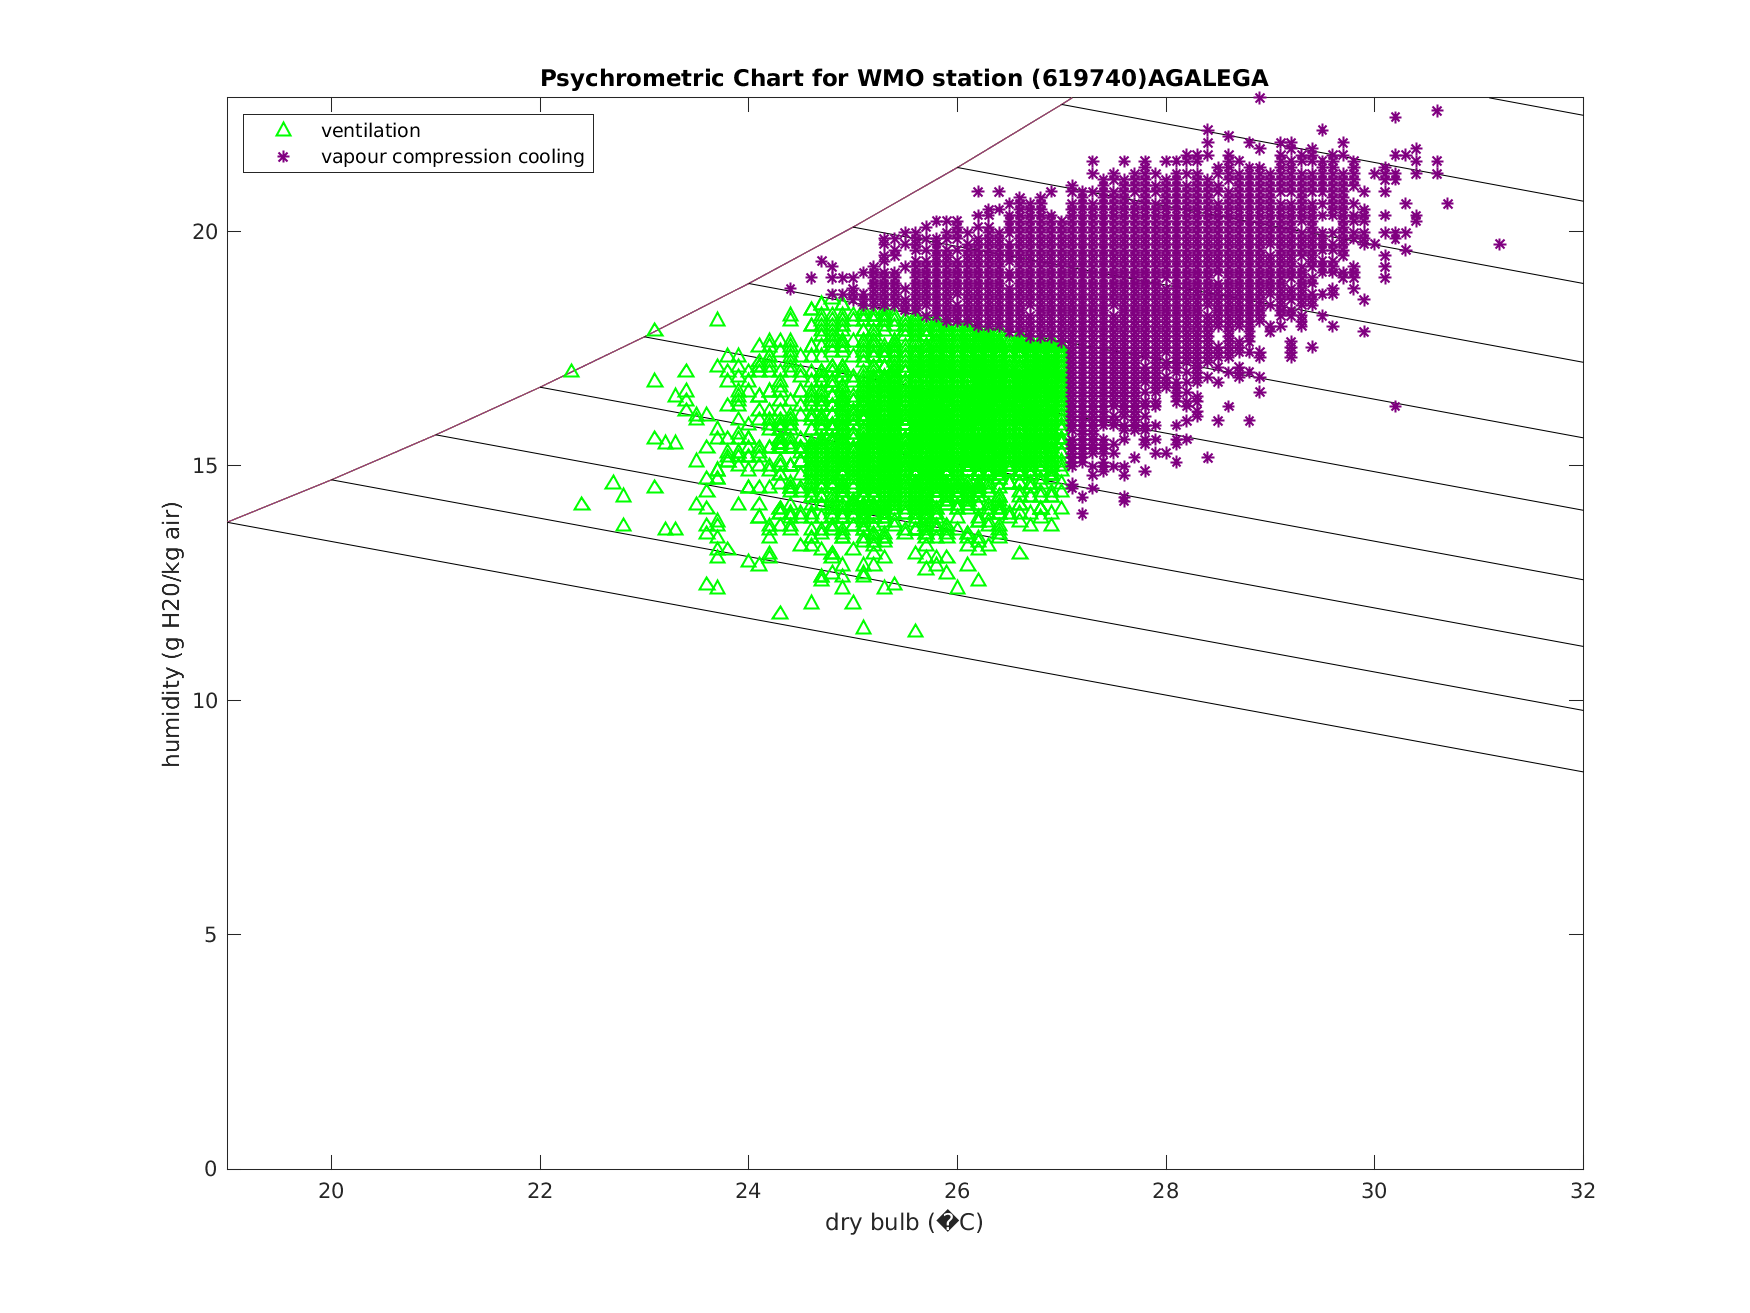 Psychrometric Chart for WMO station (619740)AGALEGA
ventilation
vapour compression cooling
humidity (g H20/kg air)
20
15
10
5
0
20 22 24 26 28 30 32
dry bulb (�C)